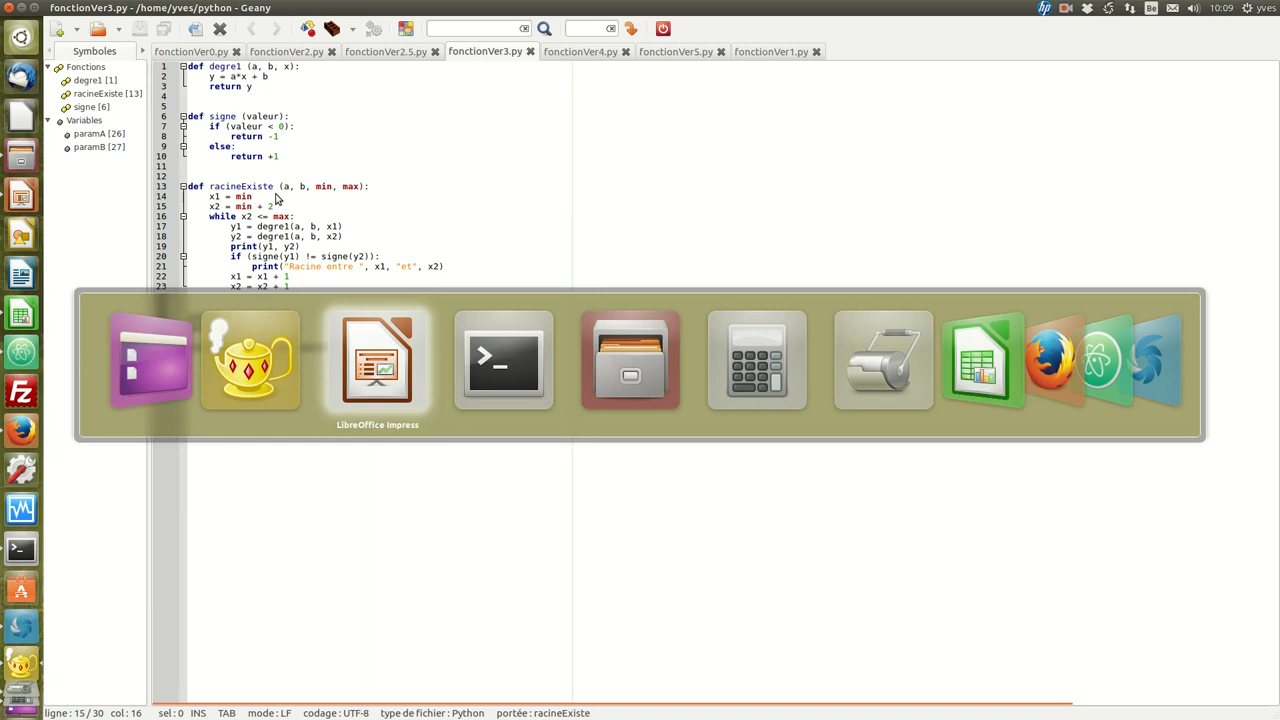 fonctionVer3.py - /home/yves/python - Geany
Be
10:09
yves
Symboles
fonctionVer0.py
fonctionVer2.py
fonctionVer2.5.py
fonctionVer3.py
fonctionVer4.py
fonctionVer5.py
fonctionVer1.py
Fonctions
degre1 [1]
racineExiste [13]
signe [6]
Variables
paramA [26]
paramB [27]
1 def degre1 (a, b, x):
2 y = a*x + b
3 return y
4
5
6 def signe (valeur):
7 if (valeur < 0):
8 return -1
9 else:
10 return +1
11
12
13 def racineExiste (a, b, min, max):
14 x1 = min
15 x2 = min + 2
16 while x2 <= max:
17 y1 = degre1(a, b, x1)
18 y2 = degre1(a, b, x2)
19 print(y1, y2)
20 if (signe(y1) != signe(y2)):
21 print("Racine entre ", x1, "et", x2)
22 x1 = x1 + 1
23 x2 = x2 + 1
LibreOffice Impress
ligne : 15 / 30 col : 16 sel : 0 INS TAB mode : LF codage : UTF-8 type de fichier : Python portée : racineExiste